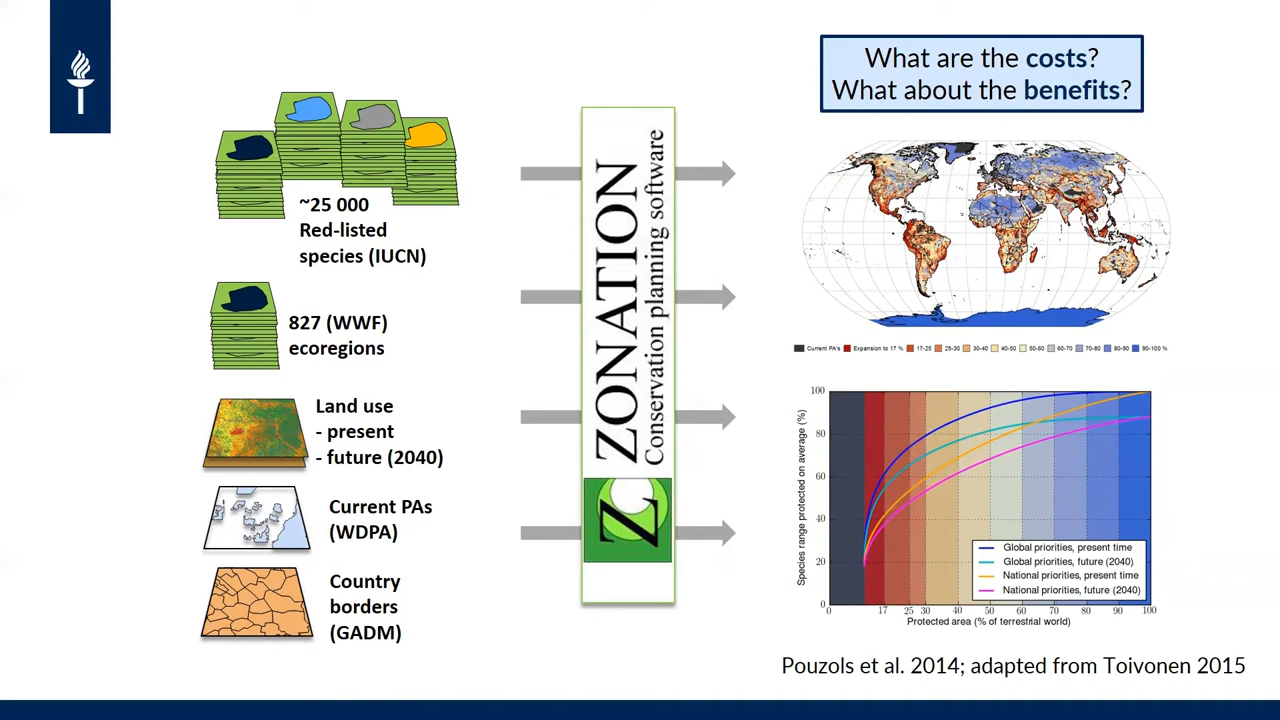 What are the costs?
What about the benefits?
~25 000
Red-listed
species (IUCN)
827 (WWF)
ecoregions
Land use
- present
- future (2040)
Current PAs
(WDPA)
Country
borders
(GADM)
ZONATION
Conservation planning software
Z
Current PA's Expansion to 17 % 17-25 25-30 30-40 40-50 50-60 60-70 70-80 80-90 90-100 %
Species range protected on average (%)
100
80
60
40
20
0
Global priorities, present time
Global priorities, future (2040)
National priorities, present time
National priorities, future (2040)
0 17 25 30 40 50 60 70 80 90 100
Protected area (% of terrestrial world)
Pouzols et al. 2014; adapted from Toivonen 2015